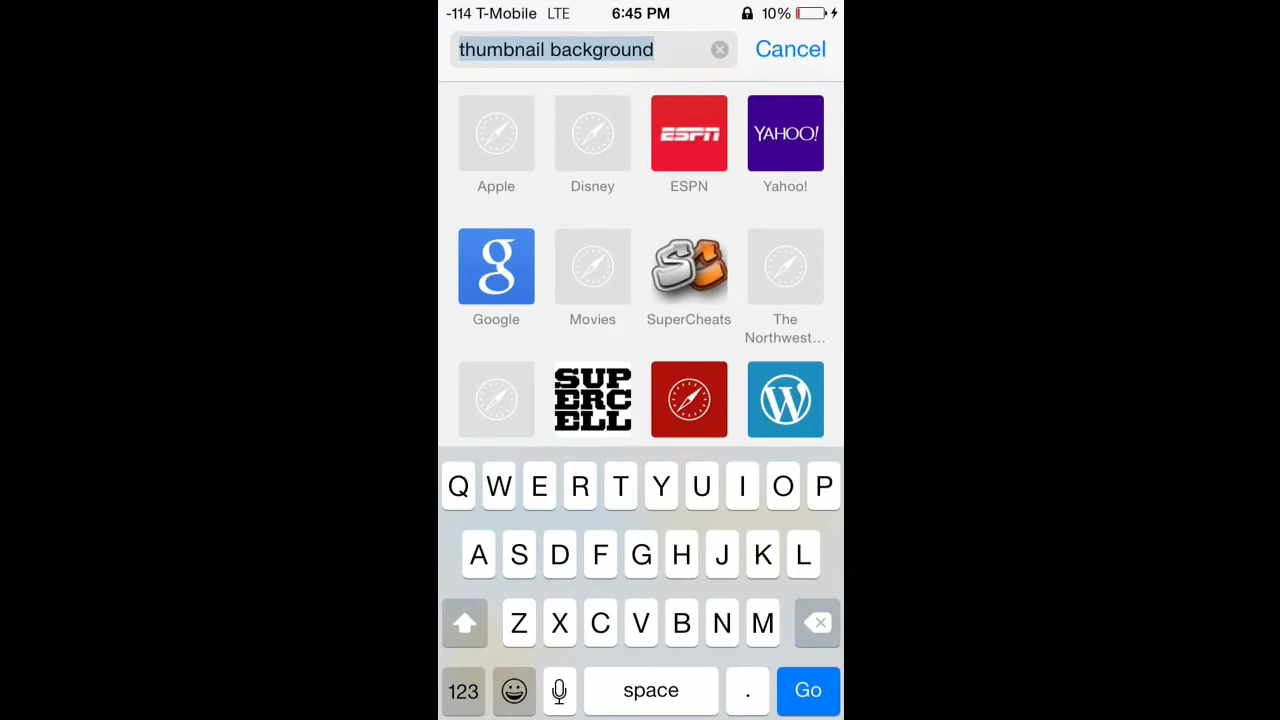 -114 T-Mobile LTE 6:45 PM 10%
thumbnail background Cancel
ESPN YAHOO!
Apple Disney ESPN Yahoo!
g SC
Google Movies SuperCheats The Northwest…
SUP
ERC
ELL
W
Q W E R T Y U I O P
A S D F G H J K L
Z X C V B N M
123 space . Go